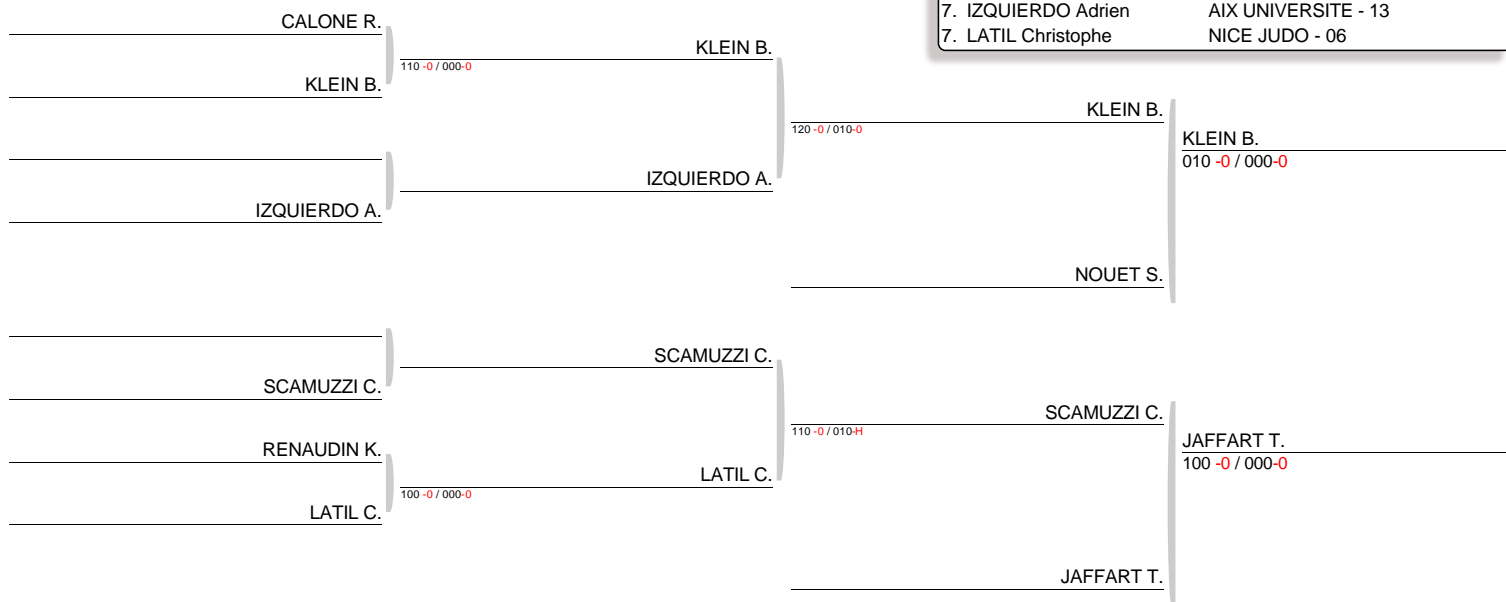 7. IZQUIERDO Adrien AIX UNIVERSITE - 13
7. LATIL Christophe NICE JUDO - 06
CALONE R.
KLEIN B.
110 -0 / 000-0
KLEIN B.
KLEIN B.
120 -0 / 010-0
KLEIN B.
010 -0 / 000-0
IZQUIERDO A.
IZQUIERDO A.
NOUET S.
SCAMUZZI C.
SCAMUZZI C.
SCAMUZZI C.
110 -0 / 010-H
JAFFART T.
100 -0 / 000-0
RENAUDIN K.
LATIL C.
100 -0 / 000-0
LATIL C.
JAFFART T.